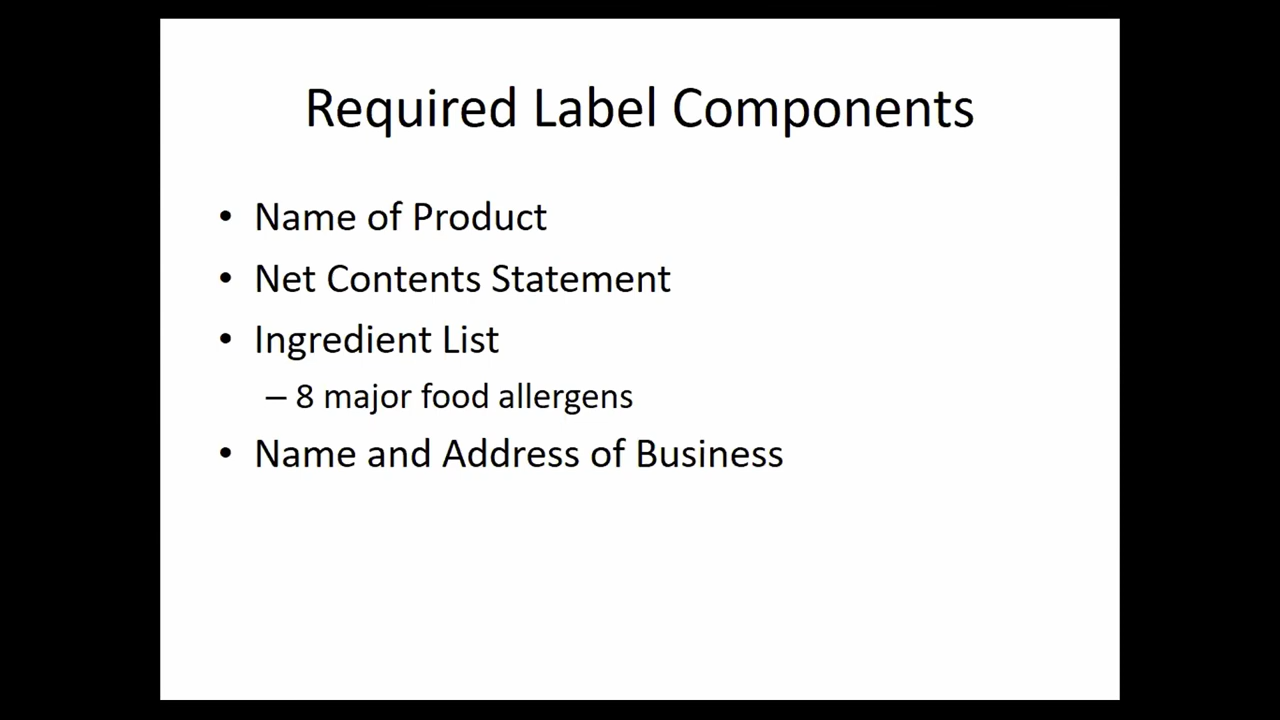 Required Label Components
• Name of Product
• Net Contents Statement
• Ingredient List
– 8 major food allergens
• Name and Address of Business